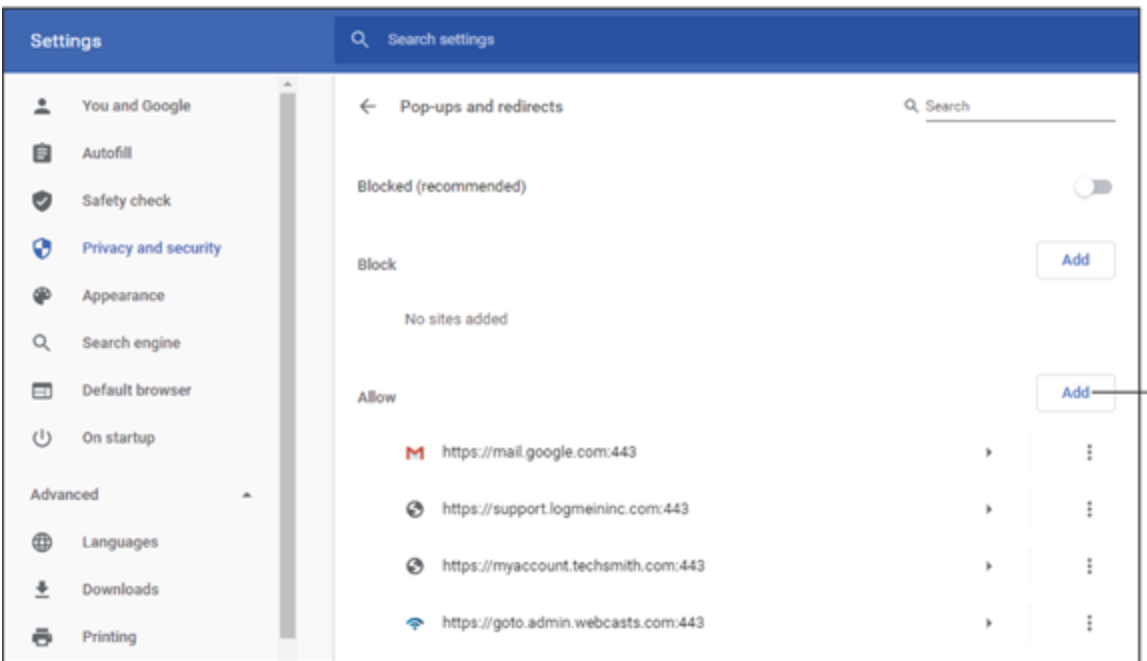 Settings
Search settings
You and Google
Autofill
Safety check
Privacy and security
Appearance
Search engine
Default browser
On startup
Advanced
Languages
Downloads
Printing
Pop-ups and redirects
Search
Blocked (recommended)
Block
Add
No sites added
Allow
Add
https://mail.google.com:443
https://support.logmeininc.com:443
https://myaccount.techsmith.com:443
https://goto.admin.webcasts.com:443